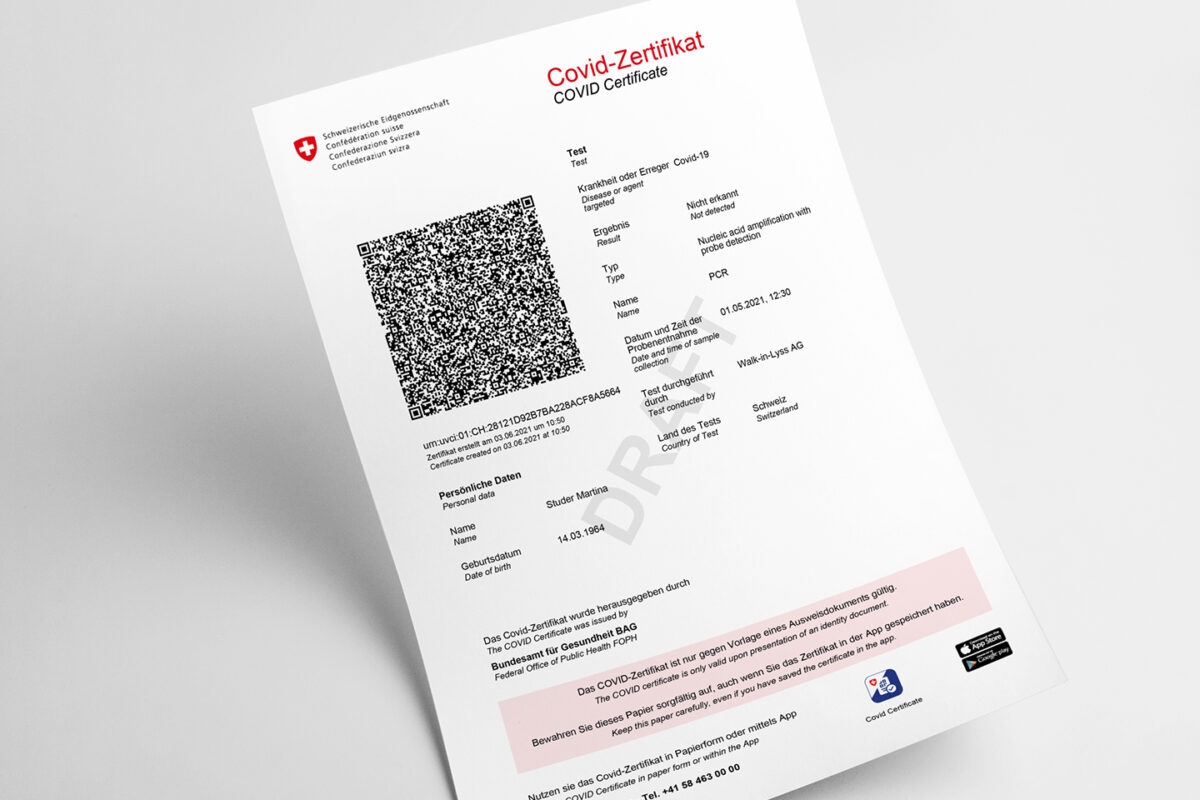 Covid-Zertifikat
COVID Certificate
Schweizerische Eidgenossenschaft
Confédération suisse
Confederazione Svizzera
Confederaziun svizra
Test
Test
Krankheit oder Erreger Covid-19
Disease or agent
targeted
Ergebnis Nicht erkannt
Result Not detected
Typ Nucleic acid amplification with
Type probe detection
Name PCR
Name
Datum und Zeit der 01.05.2021, 12:30
Probenentnahme
Date and time of sample
collection
Test durchgeführt Walk-in-Lyss AG
durch
Test conducted by
Land des Tests Schweiz
Country of Test Switzerland
DRAFT
urn:uvci:01:CH:28121D92B7BA228ACF8A5664
Zertifikat erstellt am 03.06.2021 um 10:50
Certificate created on 03.06.2021 at 10:50
Persönliche Daten
Personal data
Name Studer Martina
Name
Geburtsdatum 14.03.1964
Date of birth
Das Covid-Zertifikat wurde herausgegeben durch
The COVID Certificate was issued by
Bundesamt für Gesundheit BAG
Federal Office of Public Health FOPH
Das COVID-Zertifikat ist nur gegen Vorlage eines Ausweisdokuments gültig.
The COVID certificate is only valid upon presentation of an identity document.
Bewahren Sie dieses Papier sorgfältig auf, auch wenn Sie das Zertifikat in der App gespeichert haben.
Keep this paper carefully, even if you have saved the certificate in the app.
Covid Certificate
App Store
Google play
Nutzen sie das Covid-Zertifikat in Papierform oder mittels App
COVID Certificate in paper form or within the App
Tel. +41 58 463 00 00